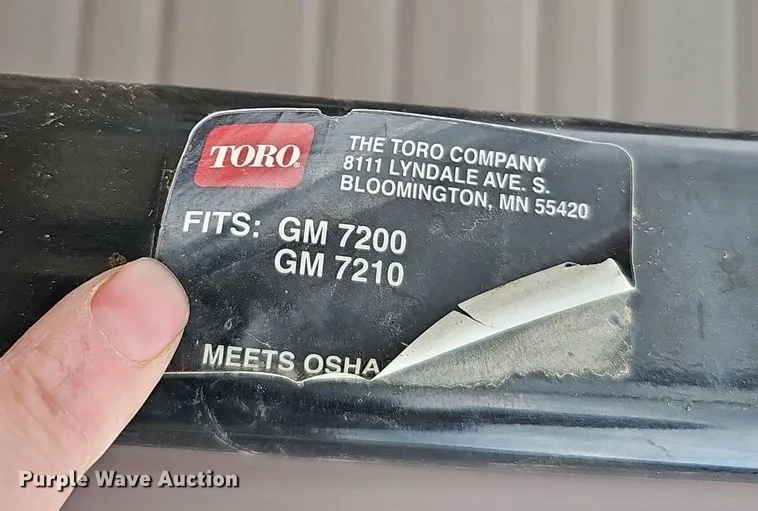 TORO
THE TORO COMPANY
8111 LYNDALE AVE. S.
BLOOMINGTON, MN 55420
FITS: GM 7200
GM 7210
MEETS OSHA
Purple Wave Auction